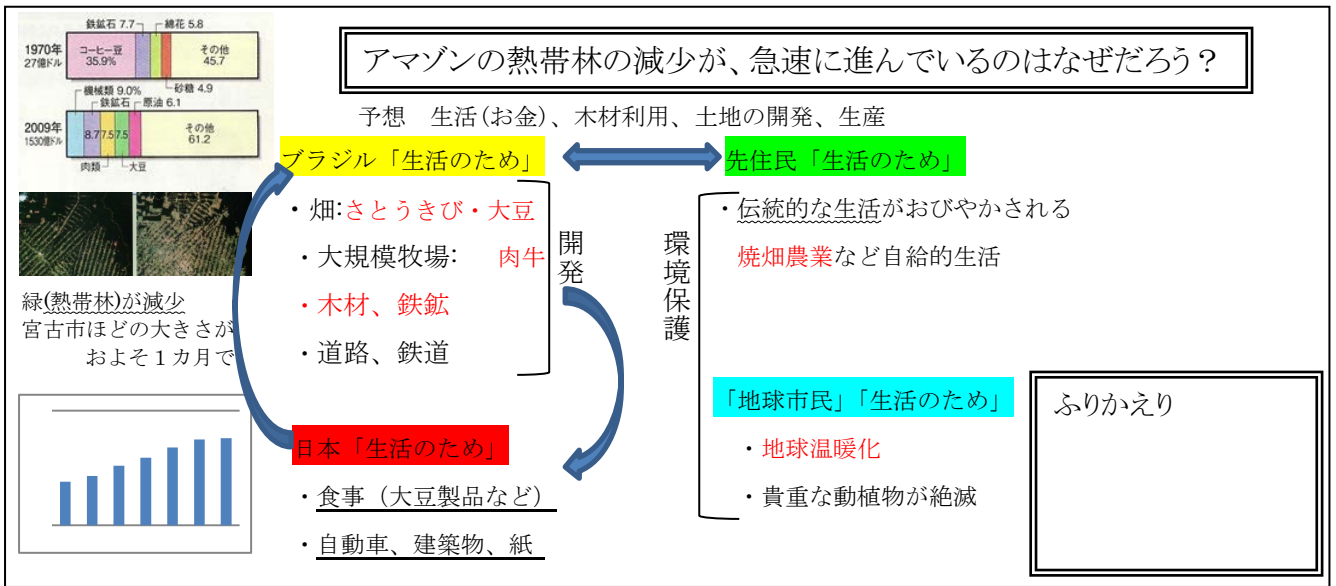 鉄鉱石 7.7 綿花 5.8
1970年
27億ドル
コーヒー豆
35.9%
その他
45.7
砂糖 4.9
機械類 9.0%
鉄鉱石 原油 6.1
2009年
1530億ドル
8.7 7.5 7.5
その他
61.2
肉類 大豆
アマゾンの熱帯林の減少が、急速に進んでいるのはなぜだろう？
予想 生活(お金)、木材利用、土地の開発、生産
ブラジル「生活のため」
・畑:さとうきび・大豆
・大規模牧場: 肉牛
・木材、鉄鉱
・道路、鉄道
開発
緑(熱帯林)が減少
宮古市ほどの大きさが
およそ１カ月で
日本「生活のため」
・食事（大豆製品など）
・自動車、建築物、紙
先住民「生活のため」
・伝統的な生活がおびやかされる
焼畑農業など自給的生活
環境保護
「地球市民」「生活のため」
・地球温暖化
・貴重な動植物が絶滅
ふりかえり